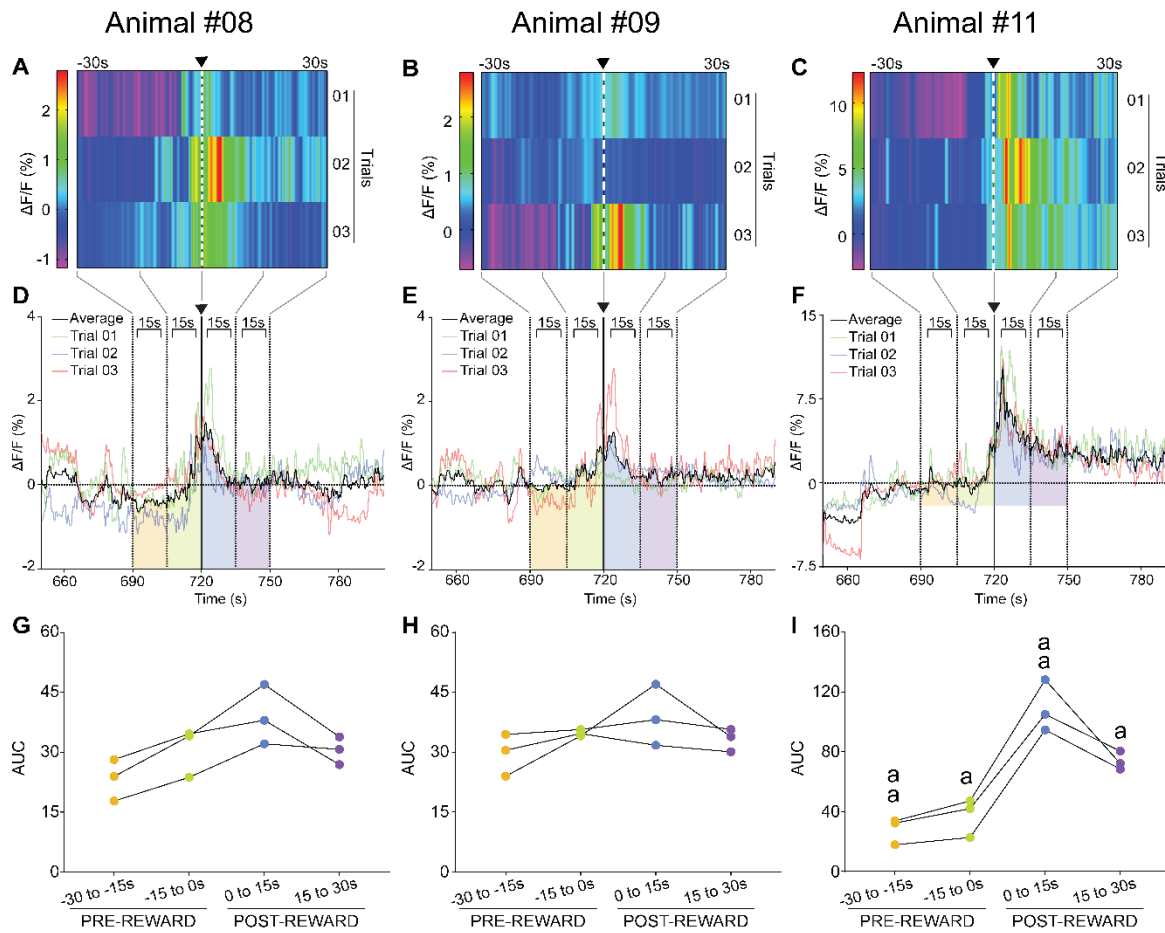 Animal #08
Animal #09
Animal #11
A
-30s
30s
2
1
0
-1
ΔF/F (%)
01
02
03
Trials
B
-30s
30s
2
1
0
ΔF/F (%)
01
02
03
Trials
C
-30s
30s
10
5
0
ΔF/F (%)
01
02
03
Trials
D
4
2
0
-2
ΔF/F (%)
Average
Trial 01
Trial 02
Trial 03
15s 15s 15s 15s
660 690 720 750 780
Time (s)
E
4
2
0
-2
ΔF/F (%)
Average
Trial 01
Trial 02
Trial 03
15s 15s 15s 15s
660 690 720 750 780
Time (s)
F
15
7.5
0
-7.5
ΔF/F (%)
Average
Trial 01
Trial 02
Trial 03
15s 15s 15s 15s
660 690 720 750 780
Time (s)
G
60
45
30
15
0
AUC
-30 to -15s
-15 to 0s
0 to 15s
15 to 30s
PRE-REWARD POST-REWARD
H
60
45
30
15
0
AUC
-30 to -15s
-15 to 0s
0 to 15s
15 to 30s
PRE-REWARD POST-REWARD
I
160
120
80
40
0
AUC
a
a
a
a
a
a
-30 to -15s
-15 to 0s
0 to 15s
15 to 30s
PRE-REWARD POST-REWARD